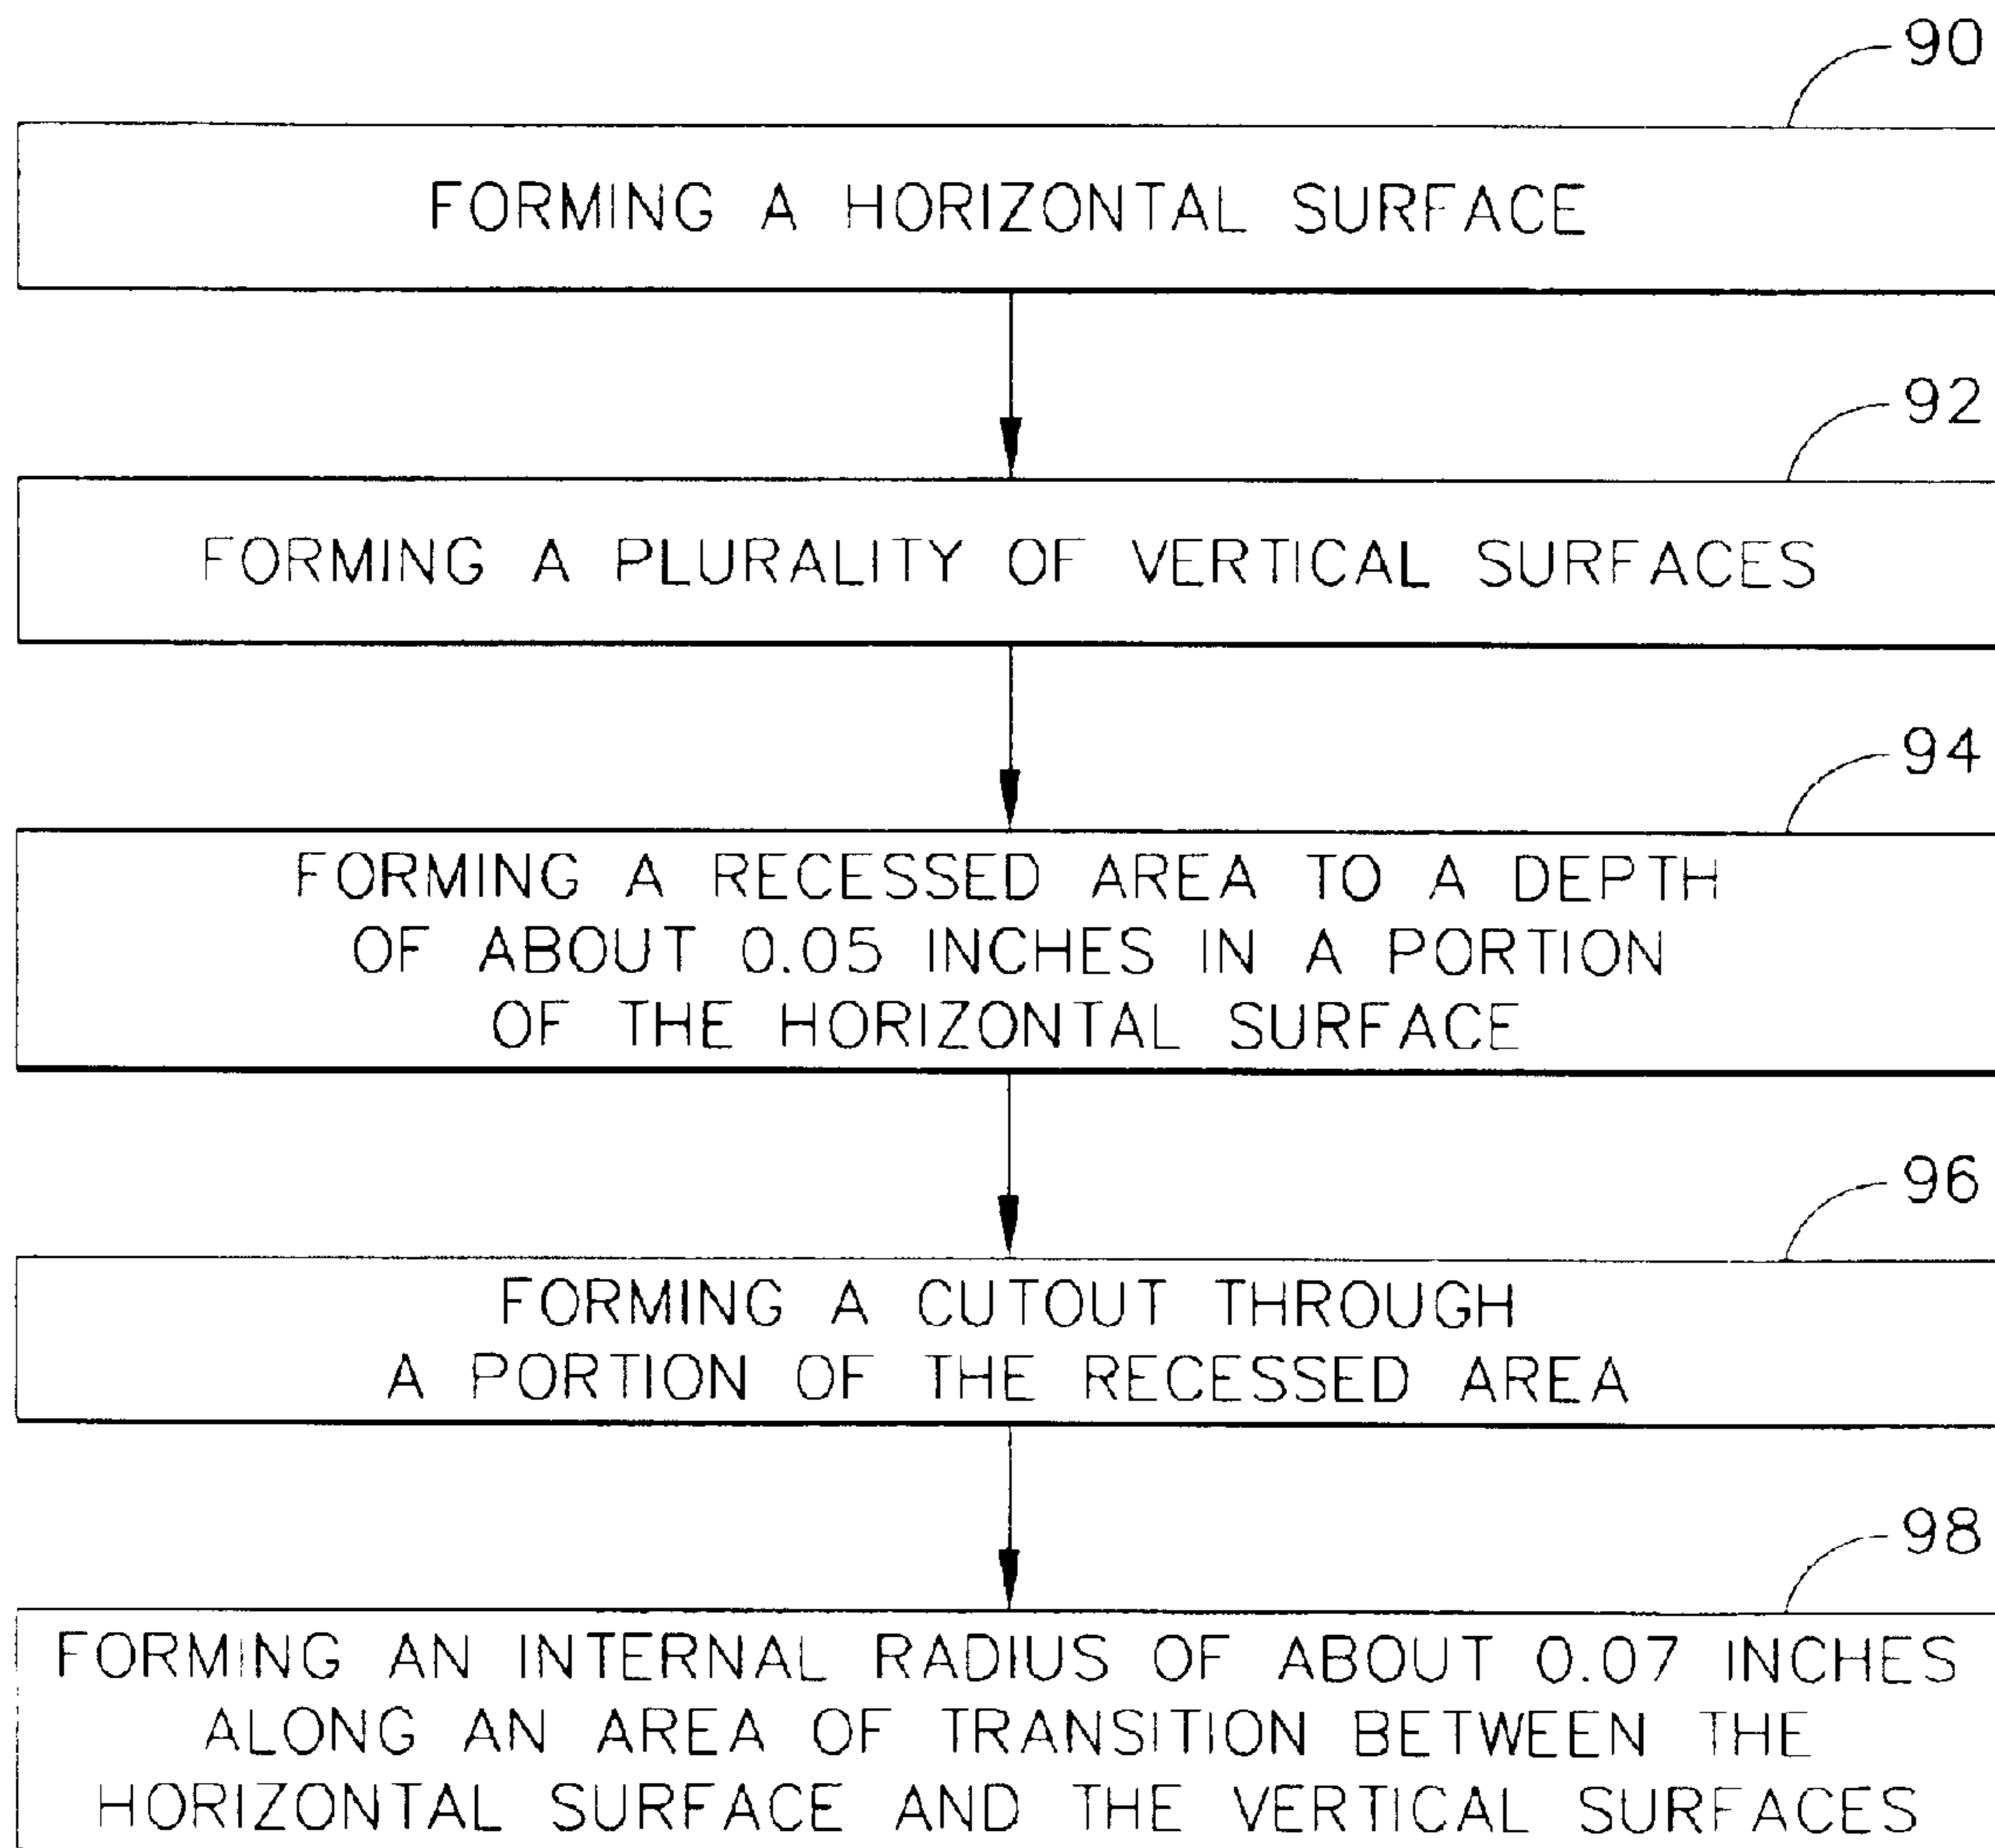 90
FORMING A HORIZONTAL SURFACE
92
FORMING A PLURALITY OF VERTICAL SURFACES
94
FORMING A RECESSED AREA TO A DEPTH
OF ABOUT 0.05 INCHES IN A PORTION
OF THE HORIZONTAL SURFACE
96
FORMING A CUTOUT THROUGH
A PORTION OF THE RECESSED AREA
98
FORMING AN INTERNAL RADIUS OF ABOUT 0.07 INCHES
ALONG AN AREA OF TRANSITION BETWEEN THE
HORIZONTAL SURFACE AND THE VERTICAL SURFACES